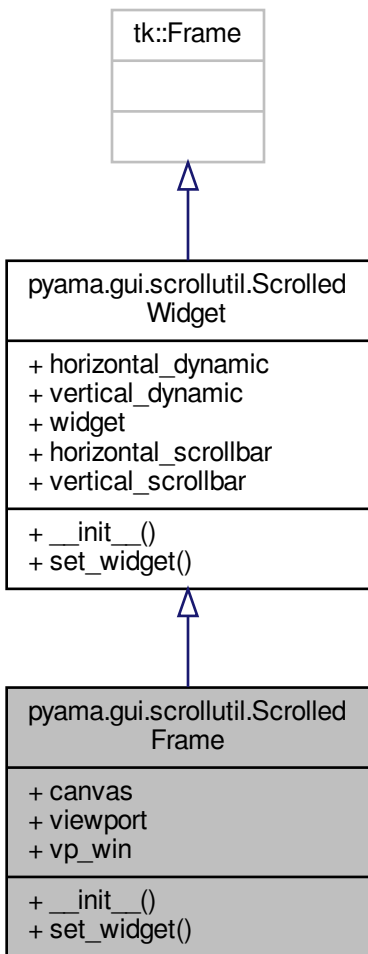 tk::Frame
pyama.gui.scrollutil.Scrolled
Widget
+ horizontal_dynamic
+ vertical_dynamic
+ widget
+ horizontal_scrollbar
+ vertical_scrollbar
+ __init__()
+ set_widget()
pyama.gui.scrollutil.Scrolled
Frame
+ canvas
+ viewport
+ vp_win
+ __init__()
+ set_widget()